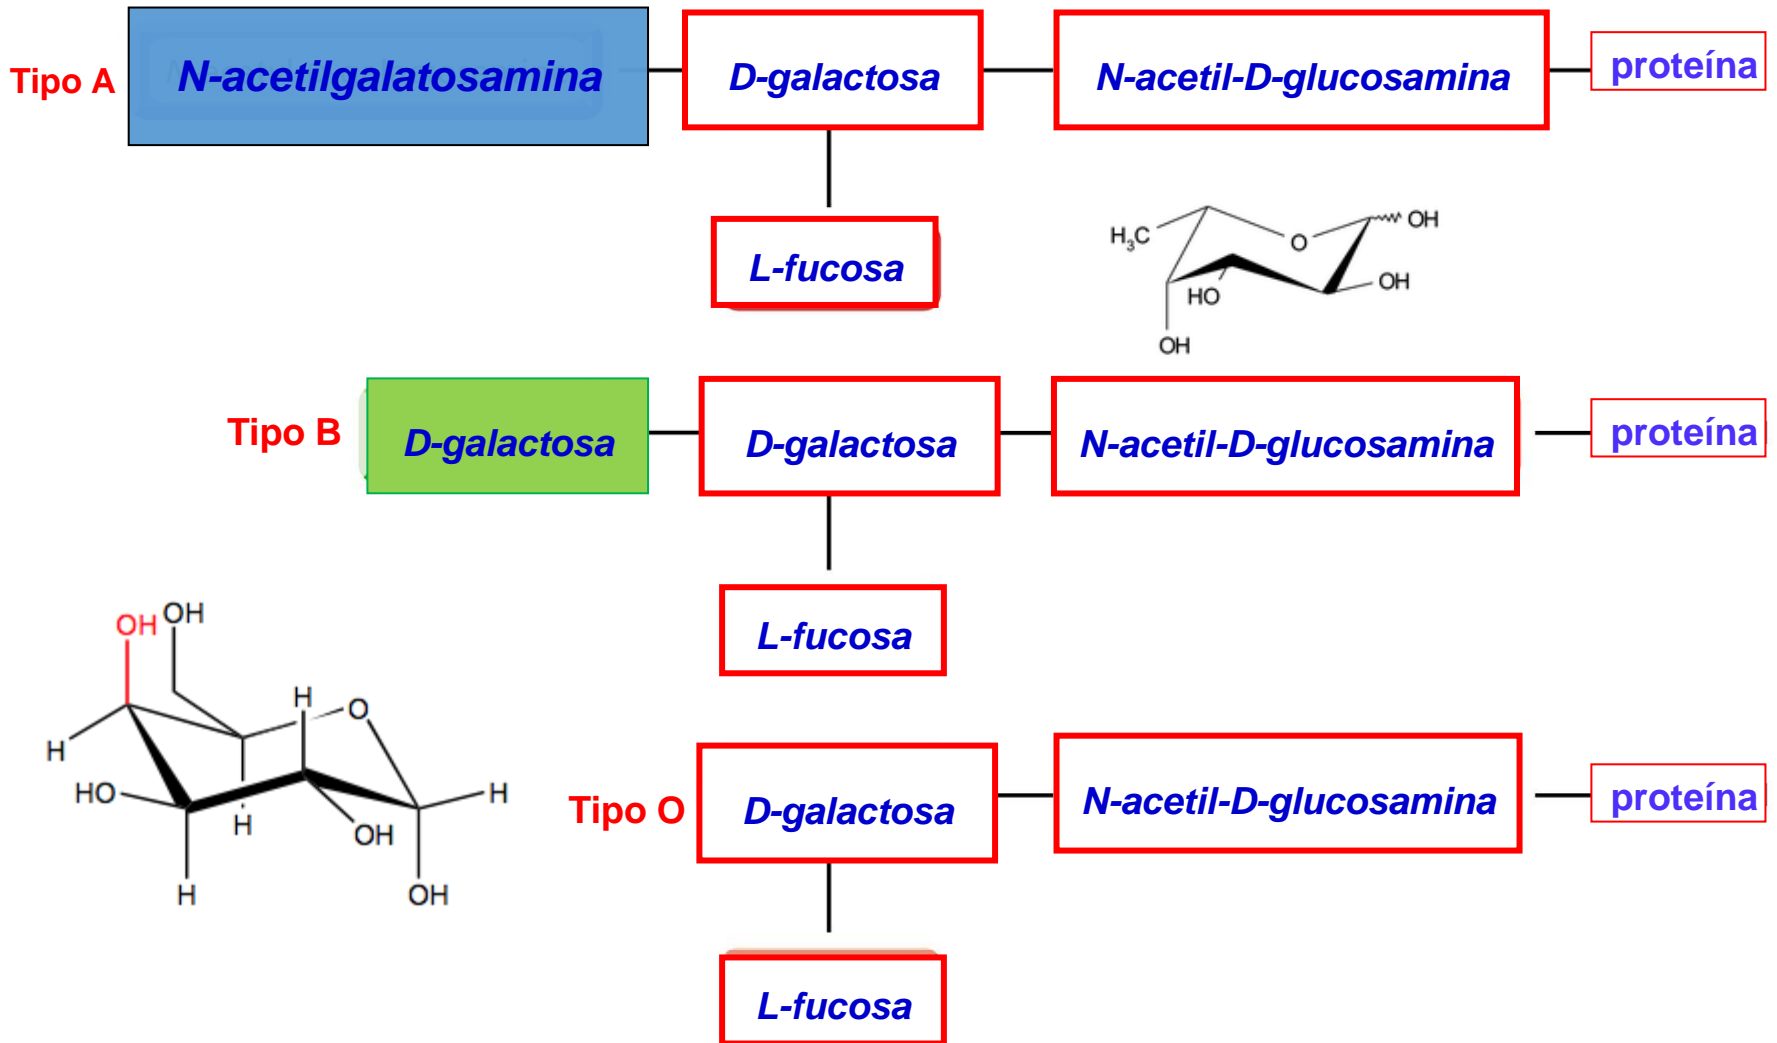 Tipo A
N-acetilgalatosamina
D-galactosa
N-acetil-D-glucosamina
proteína
L-fucosa
H3C
O
OH
OH
HO
OH
Tipo B
D-galactosa
D-galactosa
N-acetil-D-glucosamina
proteína
L-fucosa
OH
OH
H
O
H
HO
H
H
OH
H
OH
Tipo O
D-galactosa
N-acetil-D-glucosamina
proteína
L-fucosa